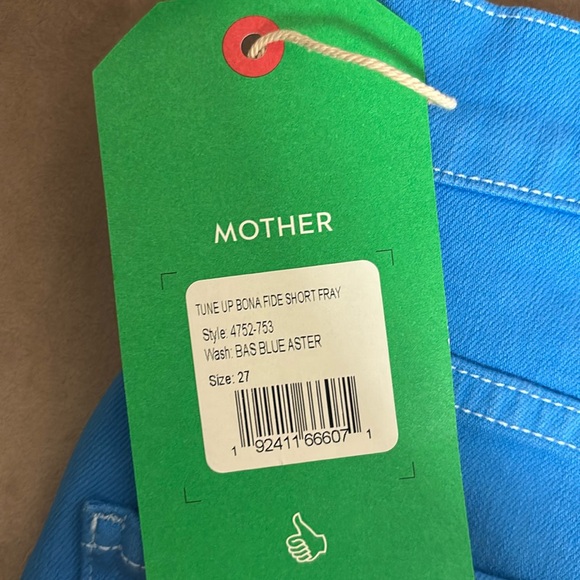 MOTHER
TUNE UP BONA FIDE SHORT FRAY
Style: 4752-753
Wash: BAS BLUE ASTER
Size: 27
1 92411 66607 1